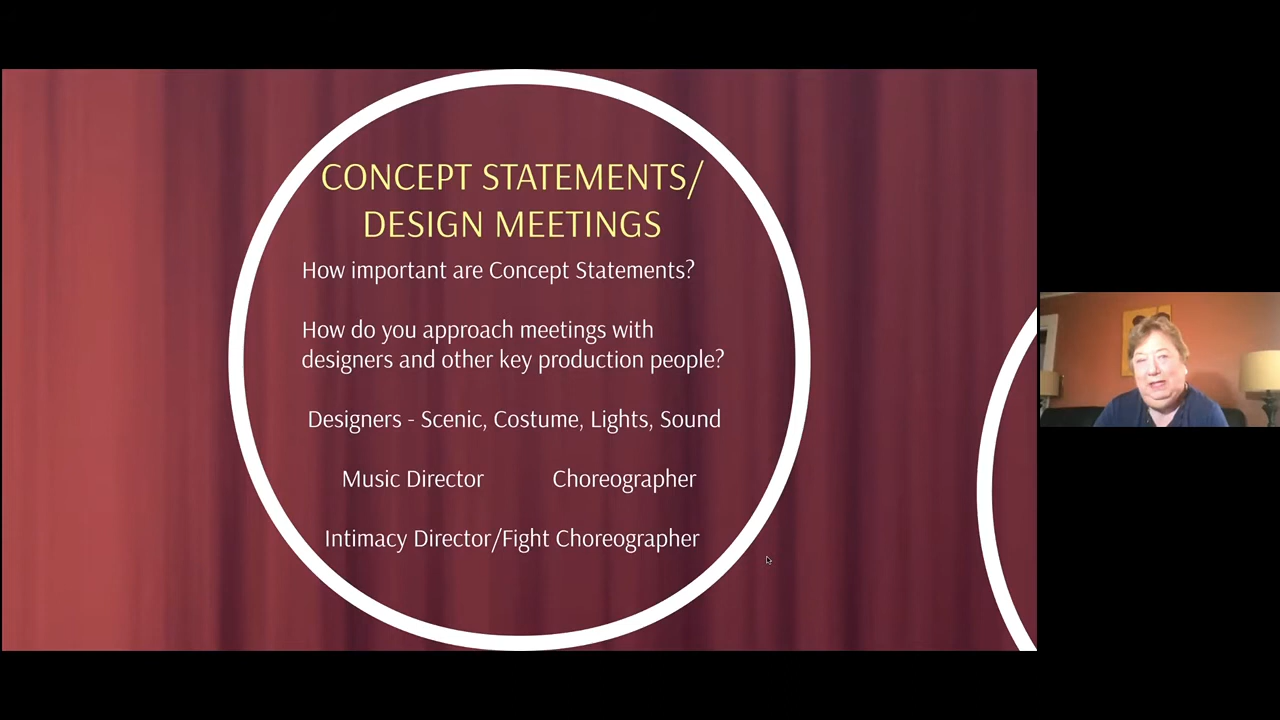 CONCEPT STATEMENTS/
DESIGN MEETINGS
How important are Concept Statements?
How do you approach meetings with
designers and other key production people?
Designers - Scenic, Costume, Lights, Sound
Music Director Choreographer
Intimacy Director/Fight Choreographer